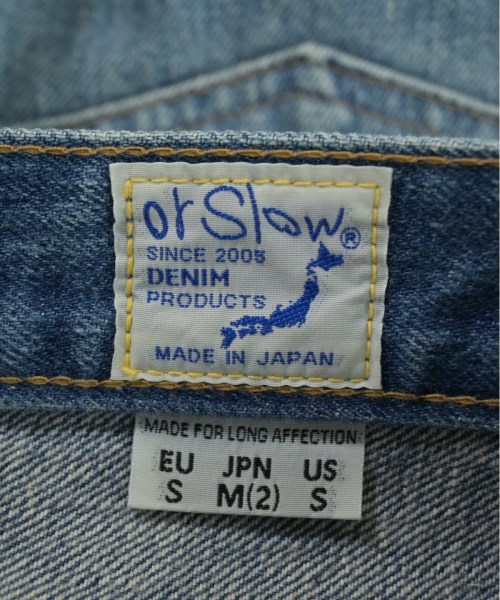 orSlow®
SINCE 2005
DENIM
PRODUCTS
MADE IN JAPAN
MADE FOR LONG AFFECTION
EU JPN US
S M(2) S